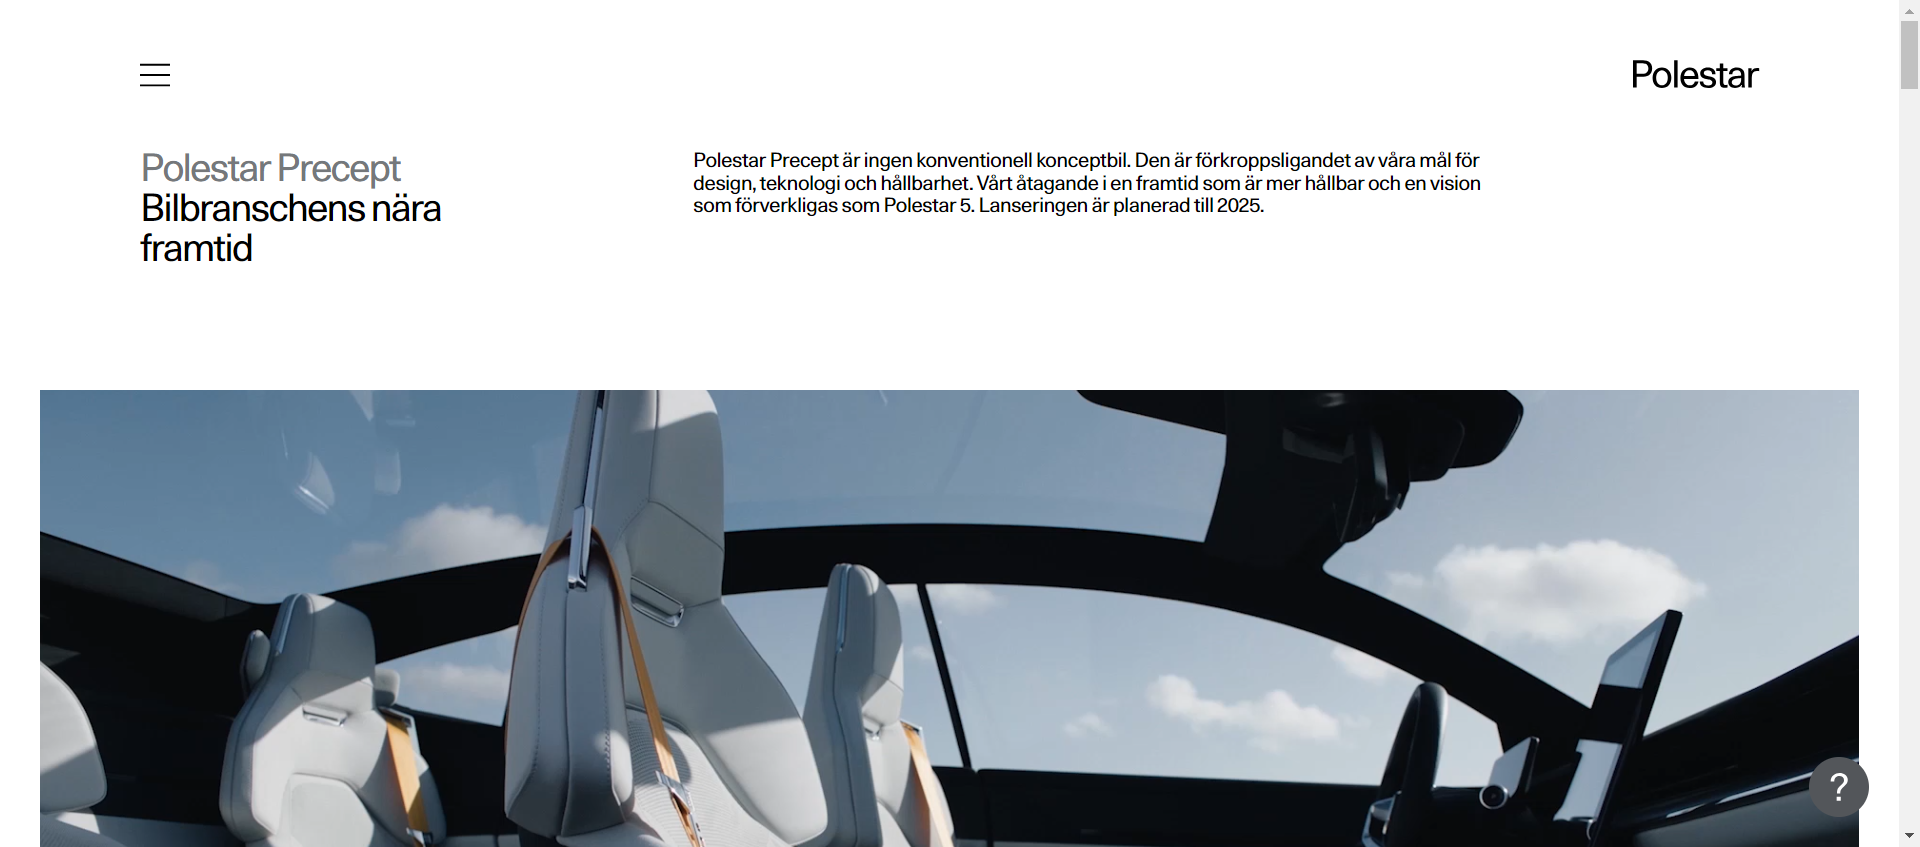 Polestar
Polestar Precept
Bilbranschens nära
framtid
Polestar Precept är ingen konventionell konceptbil. Den är förkroppsligandet av våra mål för
design, teknologi och hållbarhet. Vårt åtagande i en framtid som är mer hållbar och en vision
som förverkligas som Polestar 5. Lanseringen är planerad till 2025.
?